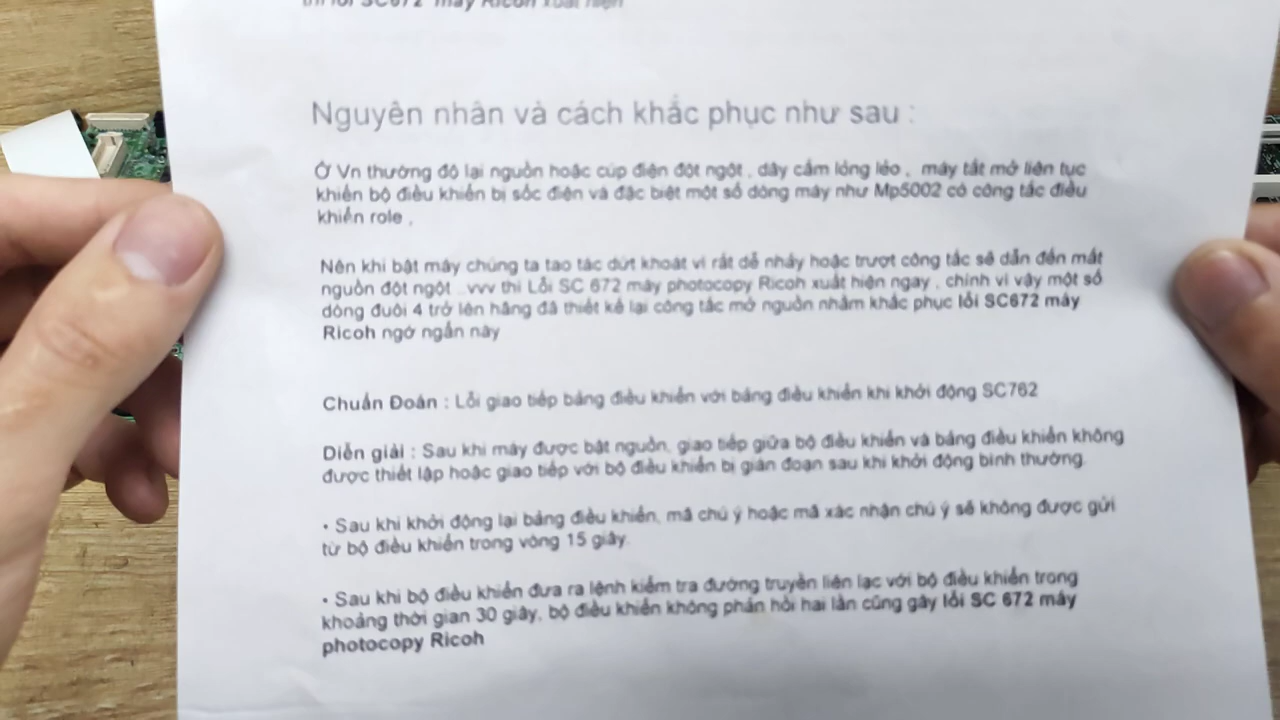 thì lỗi SC672 máy Ricoh xuất hiện
Nguyên nhân và cách khắc phục như sau :
Ở Vn thường độ lại nguồn hoặc cúp điện đột ngột , dây cắm lỏng lẻo , máy tắt mở liên tục
khiến bộ điều khiển bị sốc điện và đặc biệt một số dòng máy như Mp5002 có công tắc điều
khiển role ,
Nên khi bật máy chúng ta tao tác dứt khoát vì rất dễ nhảy hoặc trượt công tắc sẽ dẫn đến mất
nguồn đột ngột ..vvv thì Lỗi SC 672 máy photocopy Ricoh xuất hiện ngay , chính vì vậy một số
dòng đuôi 4 trở lên hãng đã thiết kế lại công tắc mở nguồn nhằm khắc phục lỗi SC672 máy
Ricoh ngớ ngẩn này
Chuẩn Đoán : Lỗi giao tiếp bảng điều khiển với bảng điều khiển khi khởi động SC762
Diễn giải : Sau khi máy được bật nguồn, giao tiếp giữa bộ điều khiển và bảng điều khiển không
được thiết lập hoặc giao tiếp với bộ điều khiển bị gián đoạn sau khi khởi động bình thường.
• Sau khi khởi động lại bảng điều khiển, mã chú ý hoặc mã xác nhận chú ý sẽ không được gửi
từ bộ điều khiển trong vòng 15 giây.
• Sau khi bộ điều khiển đưa ra lệnh kiểm tra đường truyền liên lạc với bộ điều khiển trong
khoảng thời gian 30 giây, bộ điều khiển không phản hồi hai lần cũng gây lỗi SC 672 máy
photocopy Ricoh